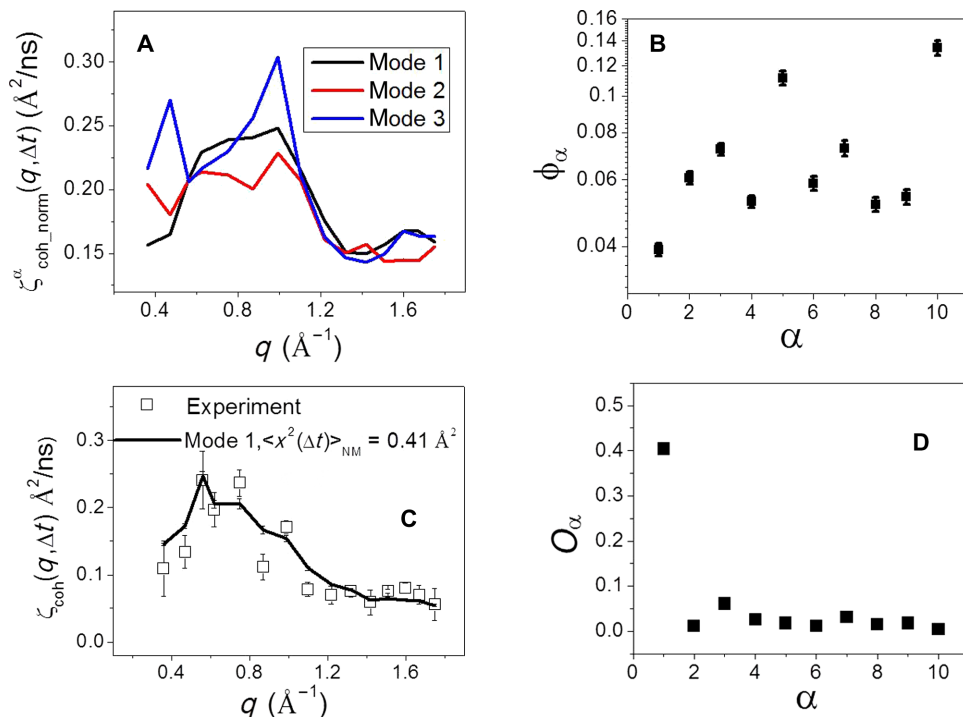 A
Mode 1
Mode 2
Mode 3
0.30
0.25
0.20
0.15
0.4 0.8 1.2 1.6
q (Å⁻¹)
ζ^α_coh_norm(q,Δt) (Å²/ns)
B
0.16
0.14
0.12
0.1
0.08
0.06
0.04
0 2 4 6 8 10
α
ϕ_α
Experiment
Mode 1,<x²(Δt)>_NM = 0.41 Å²
C
0.3
0.2
0.1
0.0
0.4 0.8 1.2 1.6
q (Å⁻¹)
ζ_coh(q,Δt) Å²/ns
D
0.5
0.4
0.3
0.2
0.1
0.0
0 2 4 6 8 10
α
O_α